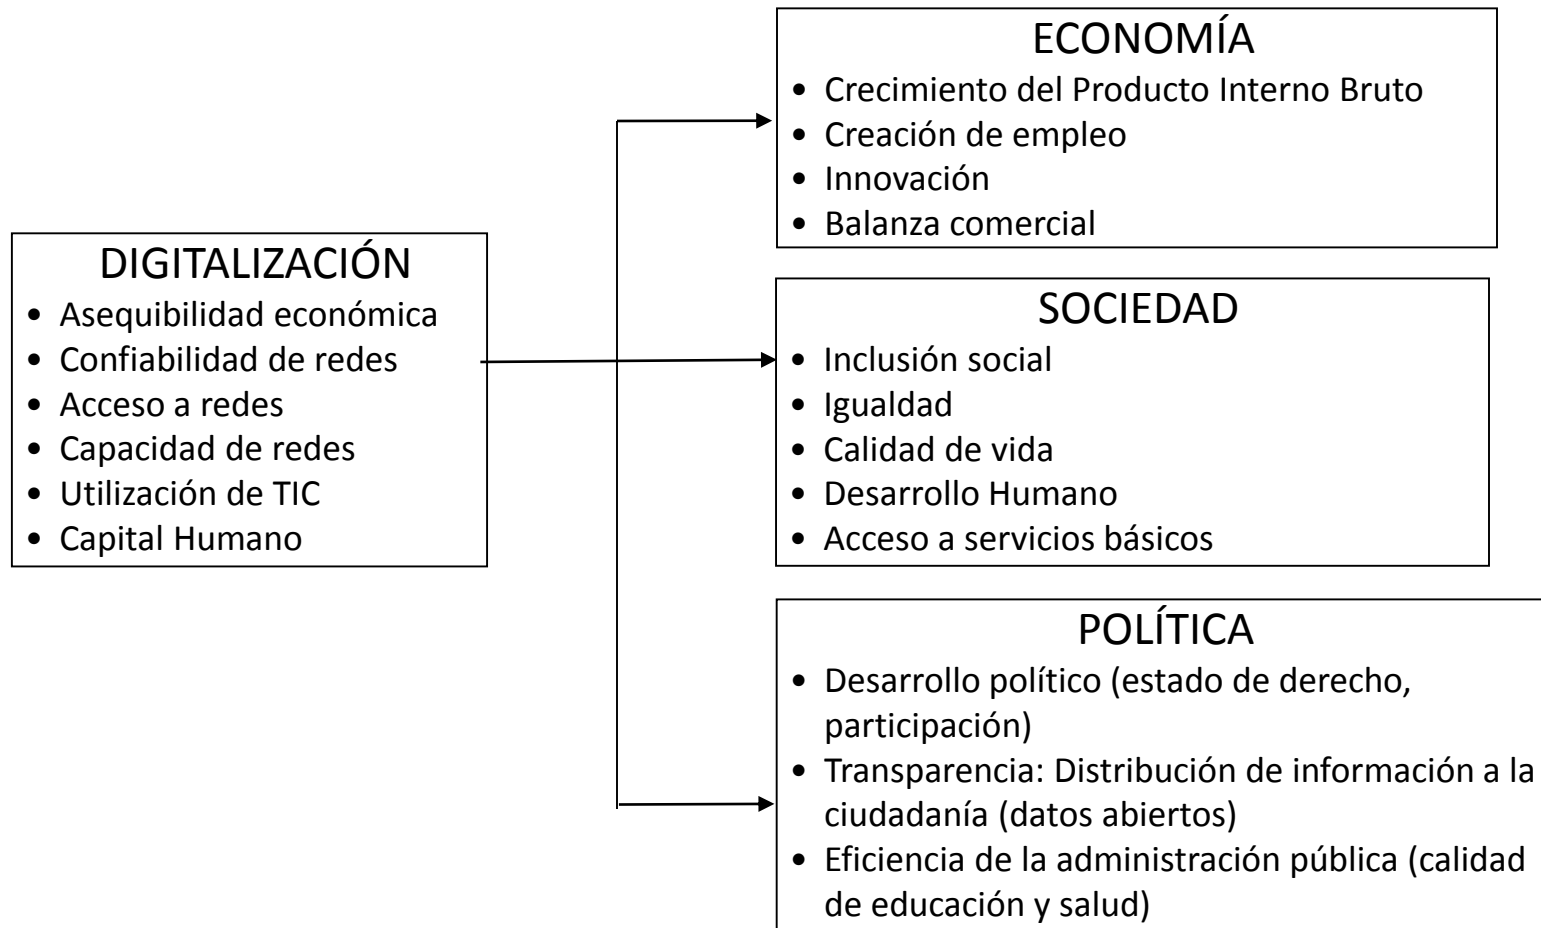 DIGITALIZACIÓN
• Asequibilidad económica
• Confiabilidad de redes
• Acceso a redes
• Capacidad de redes
• Utilización de TIC
• Capital Humano
ECONOMÍA
• Crecimiento del Producto Interno Bruto
• Creación de empleo
• Innovación
• Balanza comercial
SOCIEDAD
• Inclusión social
• Igualdad
• Calidad de vida
• Desarrollo Humano
• Acceso a servicios básicos
POLÍTICA
• Desarrollo político (estado de derecho,
participación)
• Transparencia: Distribución de información a la
ciudadanía (datos abiertos)
• Eficiencia de la administración pública (calidad
de educación y salud)